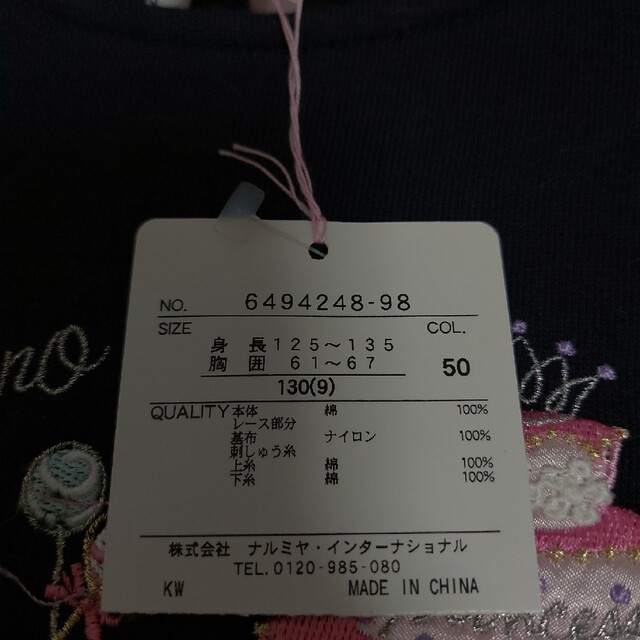 NO. 6494248-98
SIZE COL.
身長 125～135
胸囲 61～67 50
130(9)
QUALITY 本体 綿 100%
レース部分
基布 ナイロン 100%
刺しゅう糸
上糸 綿 100%
下糸 綿 100%
株式会社 ナルミヤ・インターナショナル
TEL.0120-985-080
KW MADE IN CHINA
no